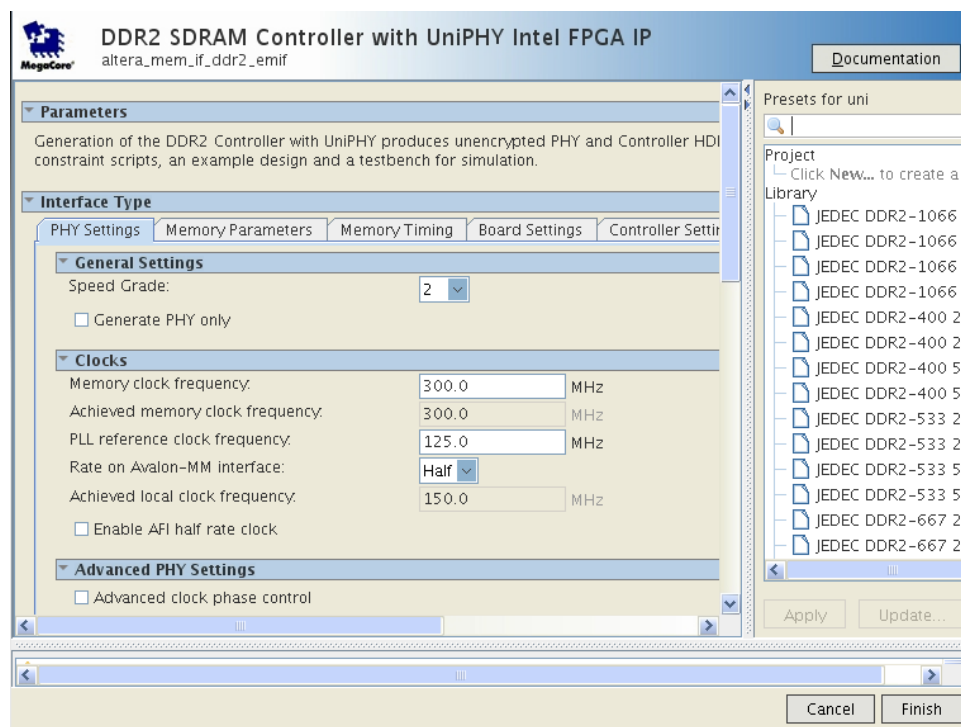 DDR2 SDRAM Controller with UniPHY Intel FPGA IP
MegaCore®
altera_mem_if_ddr2_emif
Documentation
Parameters
Generation of the DDR2 Controller with UniPHY produces unencrypted PHY and Controller HDL
constraint scripts, an example design and a testbench for simulation.
Interface Type
PHY Settings
Memory Parameters
Memory Timing
Board Settings
Controller Settin
General Settings
Speed Grade:
2
Generate PHY only
Clocks
Memory clock frequency:
300.0
MHz
Achieved memory clock frequency:
300.0
MHz
PLL reference clock frequency:
125.0
MHz
Rate on Avalon-MM interface:
Half
Achieved local clock frequency:
150.0
MHz
Enable AFI half rate clock
Advanced PHY Settings
Advanced clock phase control
Presets for uni
Project
Click New... to create a
Library
JEDEC DDR2-1066
JEDEC DDR2-1066
JEDEC DDR2-1066
JEDEC DDR2-1066
JEDEC DDR2-400 2
JEDEC DDR2-400 2
JEDEC DDR2-400 5
JEDEC DDR2-400 5
JEDEC DDR2-533 2
JEDEC DDR2-533 2
JEDEC DDR2-533 5
JEDEC DDR2-533 5
JEDEC DDR2-667 2
JEDEC DDR2-667 2
Apply
Update...
Cancel
Finish